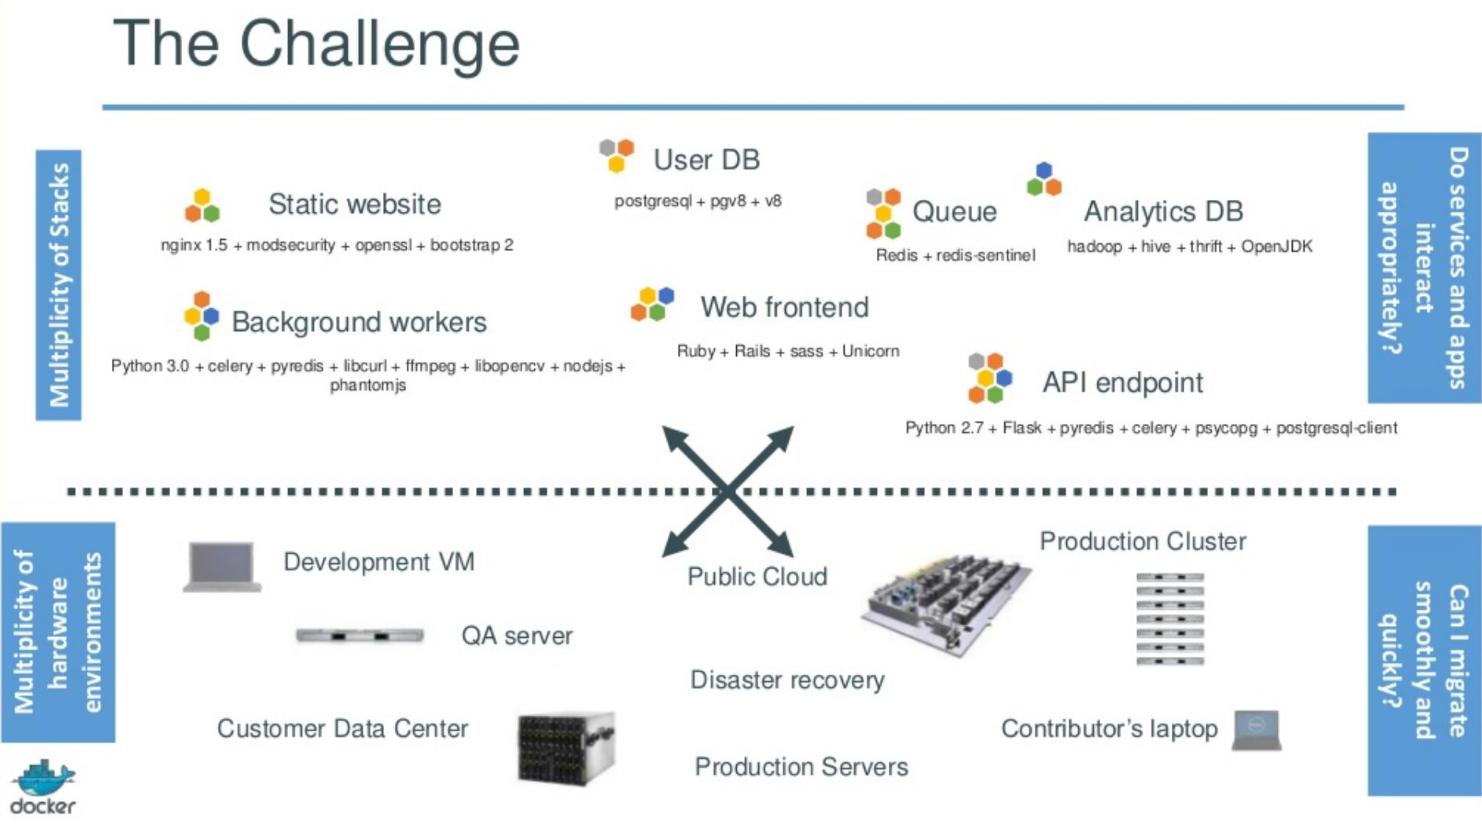 The Challenge
Multiplicity of Stacks
Static website
nginx 1.5 + modsecurity + openssl + bootstrap 2
Background workers
Python 3.0 + celery + pyredis + libcurl + ffmpeg + libopencv + nodejs +
phantomjs
User DB
postgresql + pgv8 + v8
Web frontend
Ruby + Rails + sass + Unicorn
Queue
Redis + redis-sentinel
Analytics DB
hadoop + hive + thrift + OpenJDK
API endpoint
Python 2.7 + Flask + pyredis + celery + psycopg + postgresql-client
Do services and apps
interact
appropriately?
Multiplicity of
hardware
environments
Development VM
QA server
Customer Data Center
Public Cloud
Disaster recovery
Production Servers
Production Cluster
Contributor’s laptop
Can I migrate
smoothly and
quickly?
docker